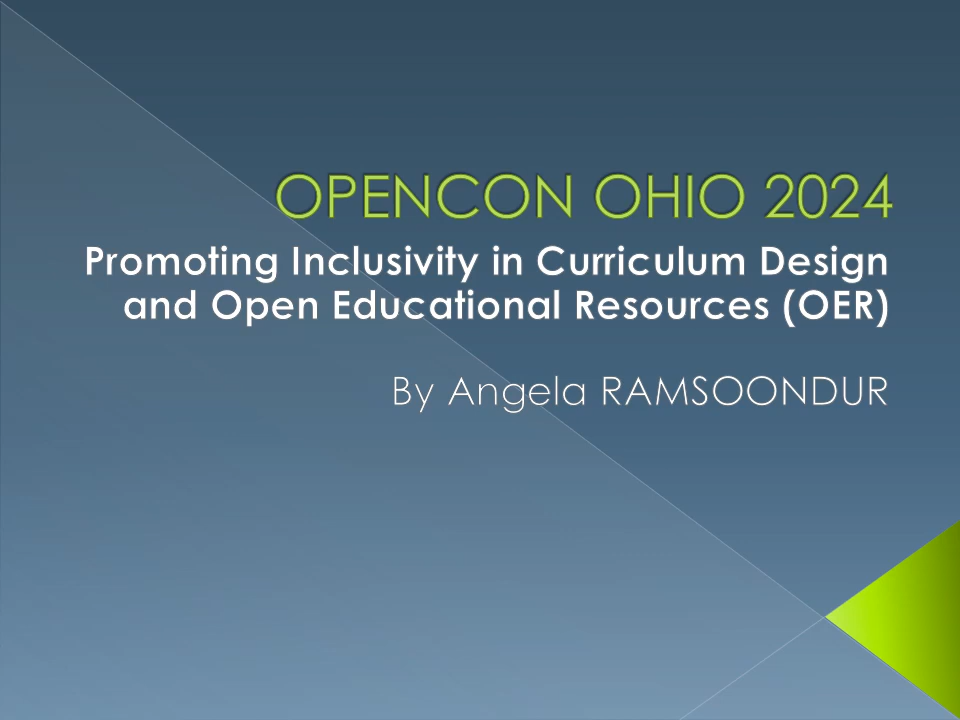 OPENCON OHIO 2024
Promoting Inclusivity in Curriculum Design
and Open Educational Resources (OER)
By Angela RAMSOONDUR